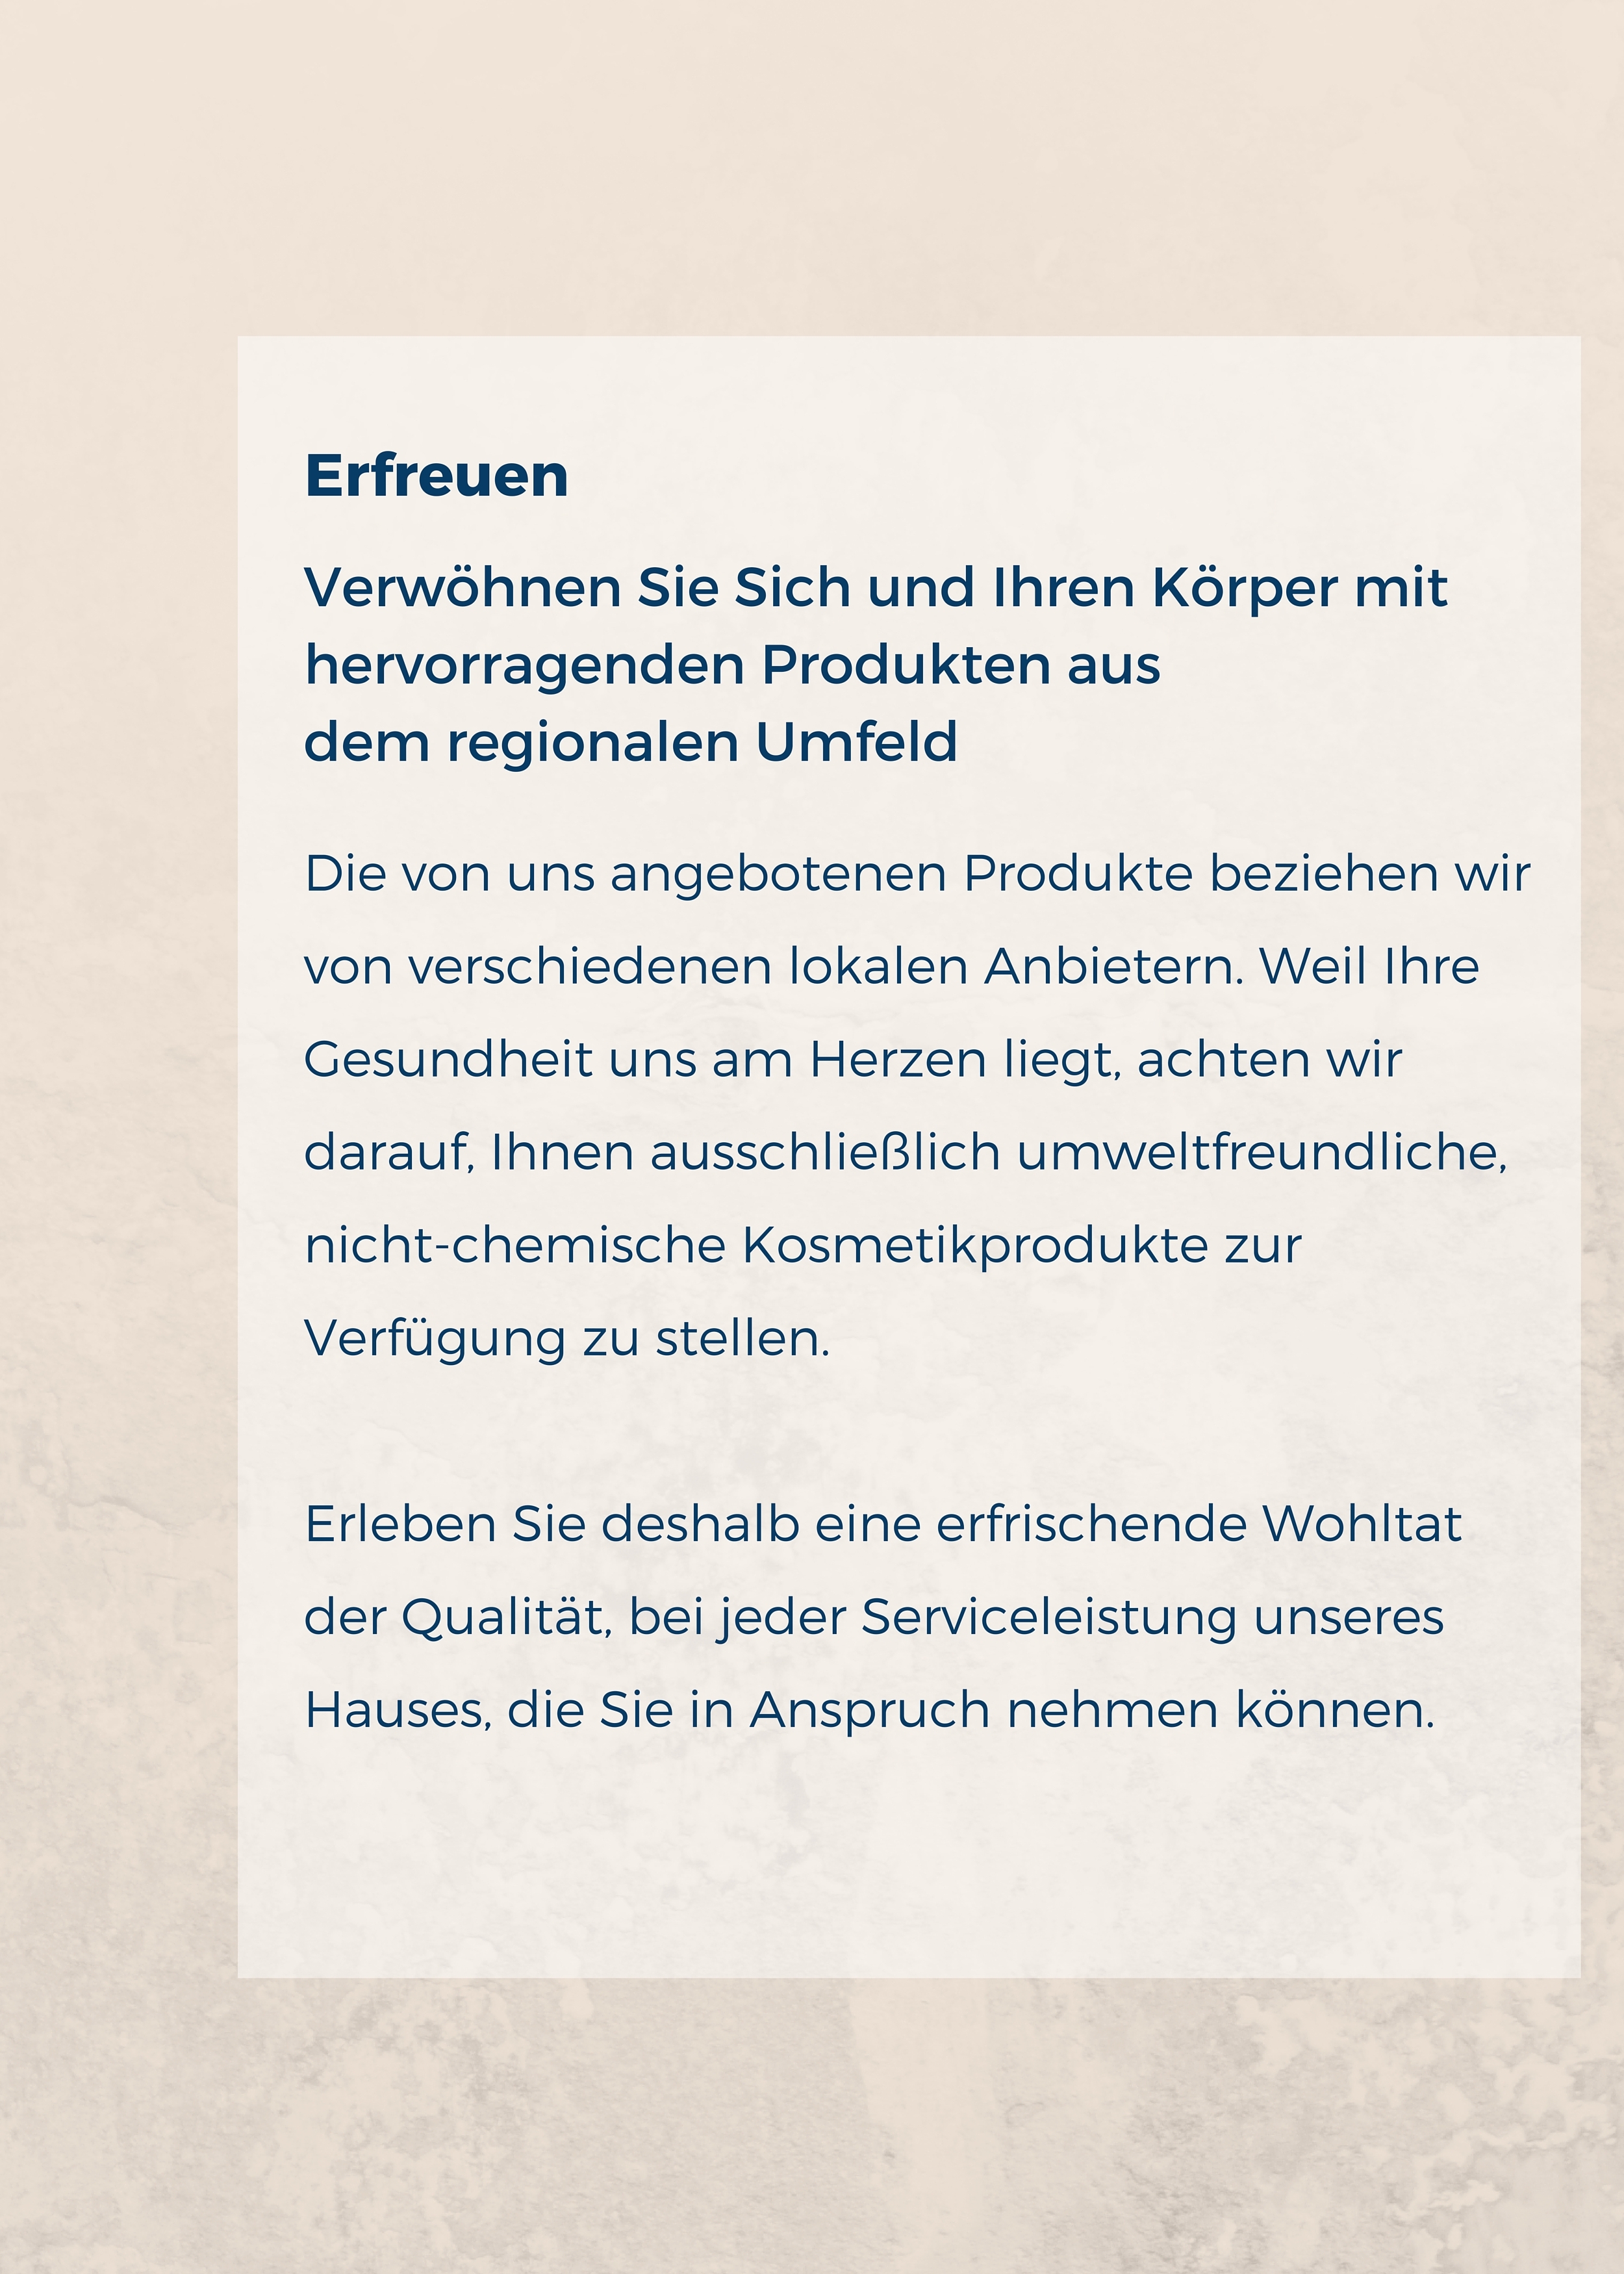 Erfreuen
Verwöhnen Sie Sich und Ihren Körper mit
hervorragenden Produkten aus
dem regionalen Umfeld
Die von uns angebotenen Produkte beziehen wir
von verschiedenen lokalen Anbietern. Weil Ihre
Gesundheit uns am Herzen liegt, achten wir
darauf, Ihnen ausschließlich umweltfreundliche,
nicht-chemische Kosmetikprodukte zur
Verfügung zu stellen.
Erleben Sie deshalb eine erfrischende Wohltat
der Qualität, bei jeder Serviceleistung unseres
Hauses, die Sie in Anspruch nehmen können.